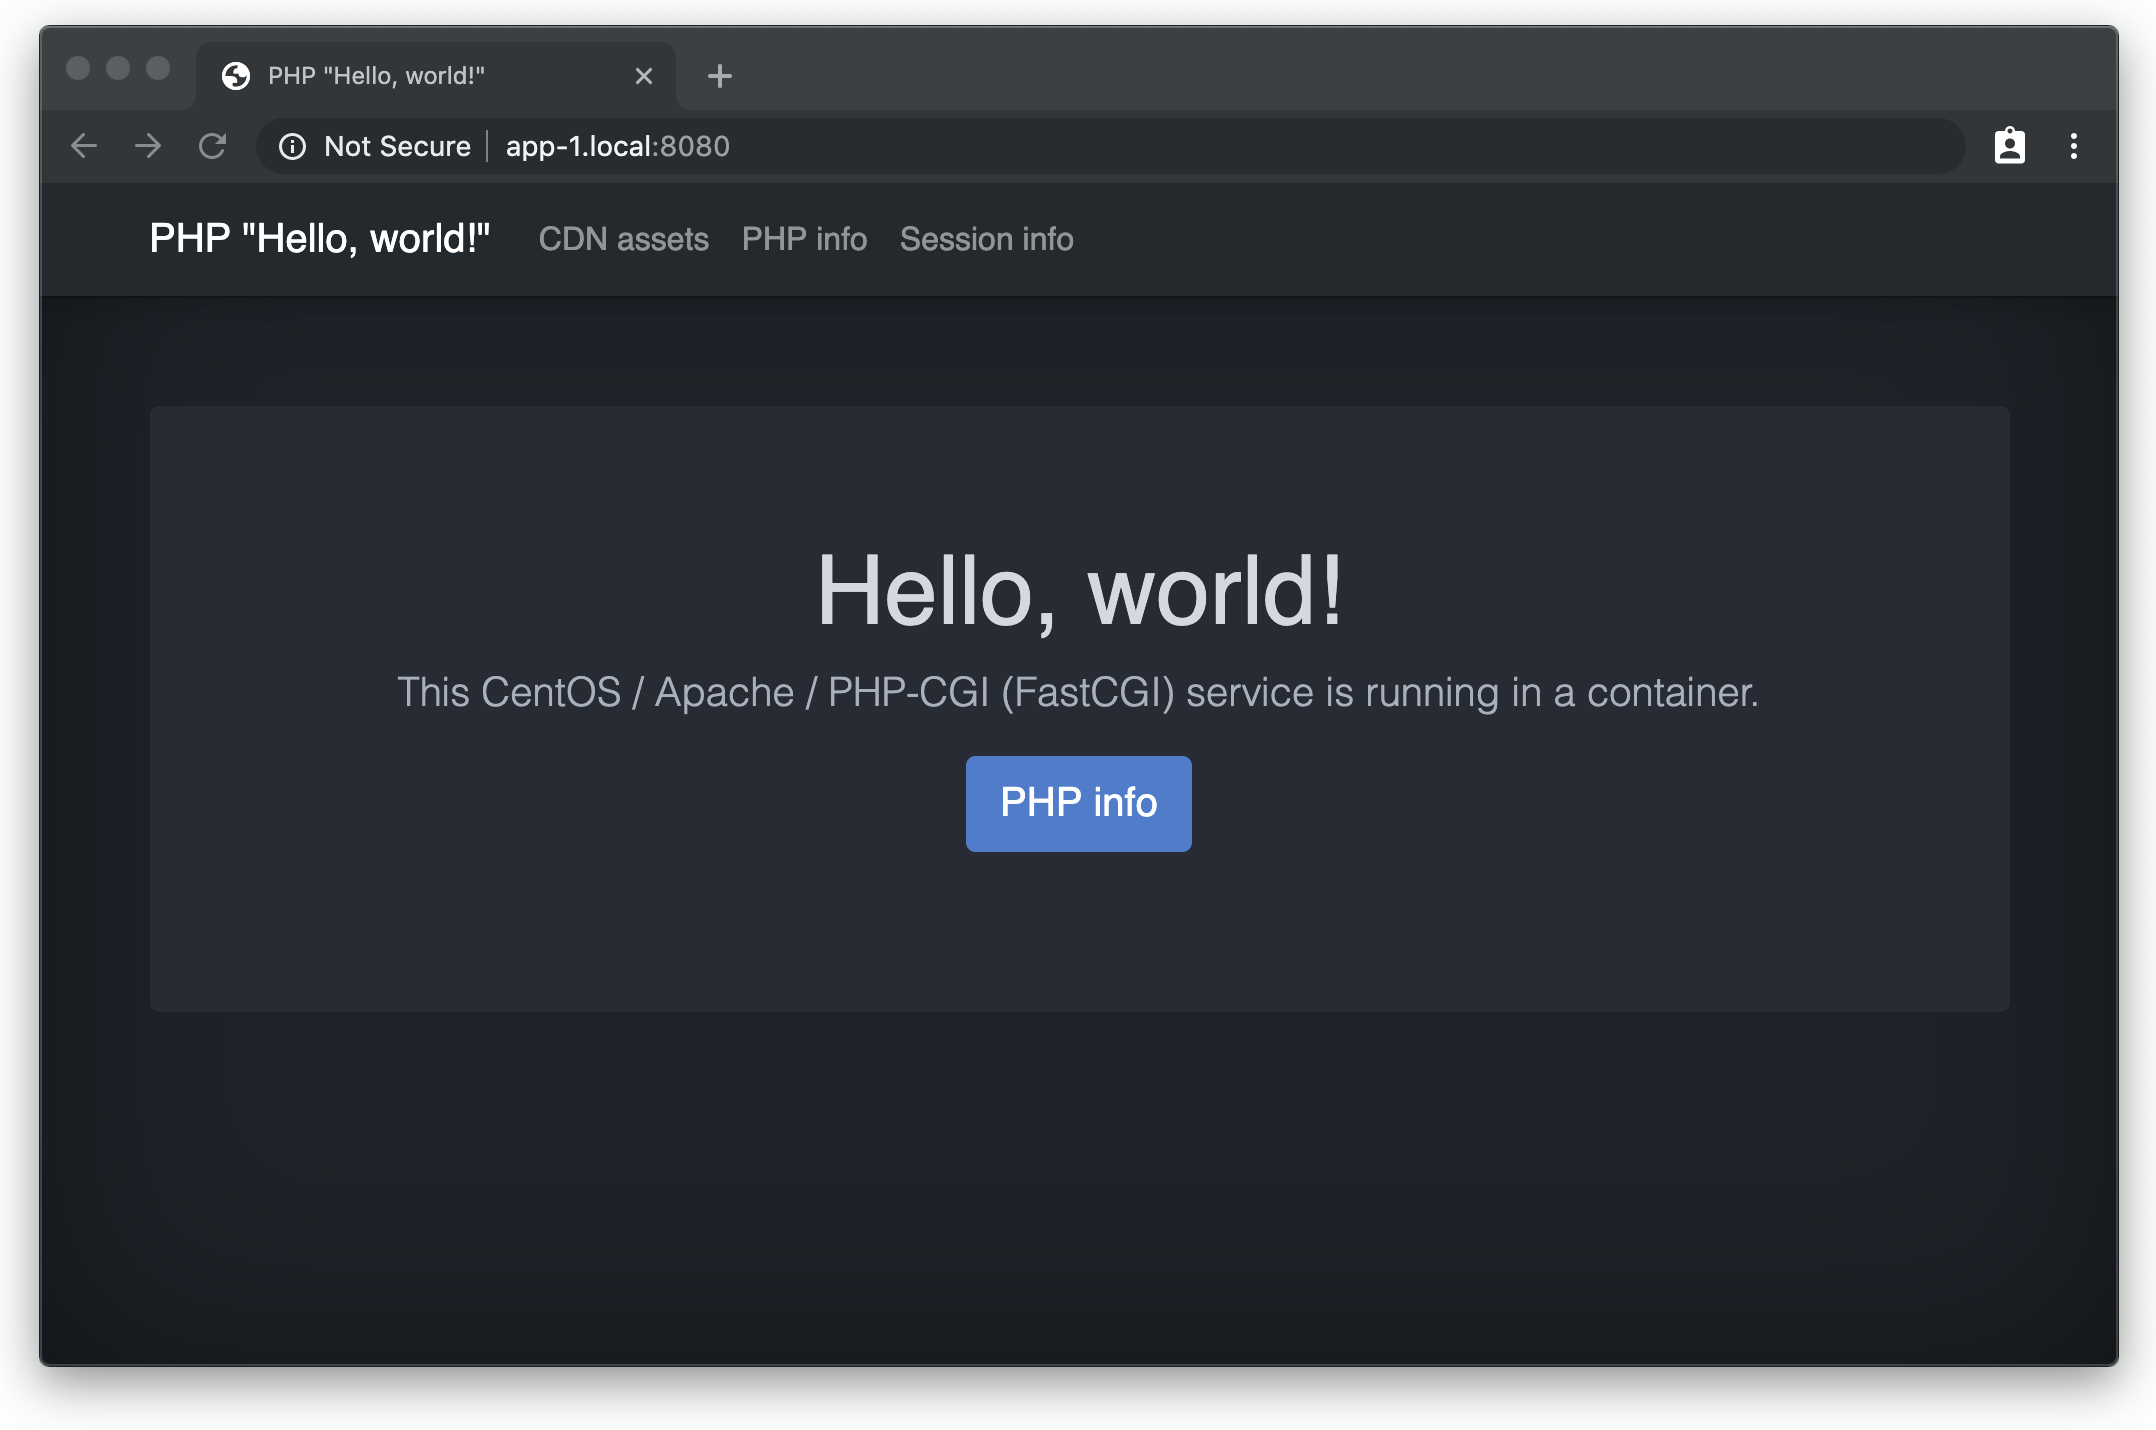 PHP "Hello, world!"
Not Secure app-1.local:8080
PHP "Hello, world!" CDN assets PHP info Session info
Hello, world!
This CentOS / Apache / PHP-CGI (FastCGI) service is running in a container.
PHP info